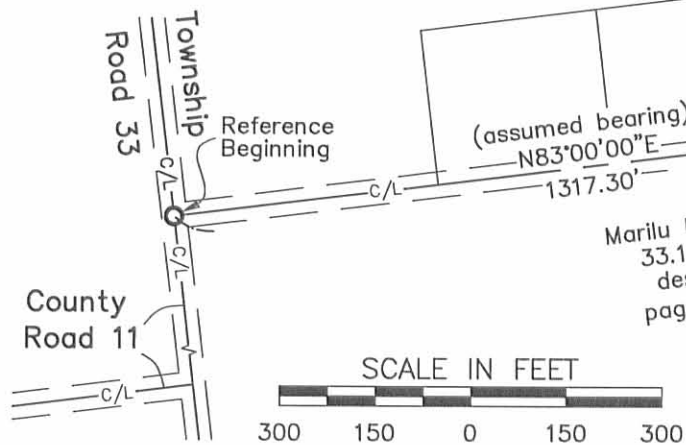 Township
Road 33
Reference
Beginning
C/L
(assumed bearing)
N83°00'00"E
C/L
1317.30'
C/L
Marilu
33.1
County
Road 11
C/L
SCALE IN FEET
300 150 0 150 300